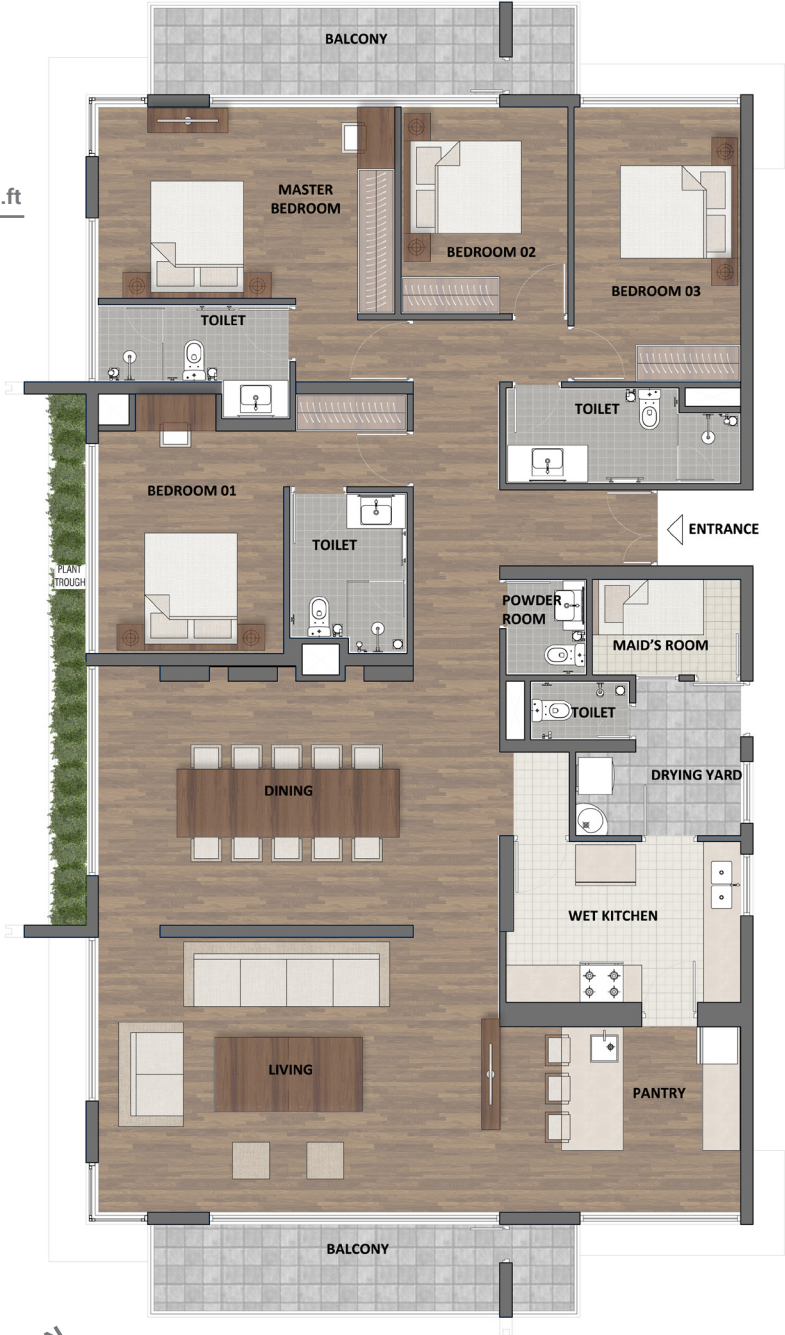 BALCONY
.ft
MASTER
BEDROOM
BEDROOM 02
BEDROOM 03
TOILET
TOILET
BEDROOM 01
TOILET
ENTRANCE
PLANT
TROUGH
POWDER
ROOM
MAID'S ROOM
TOILET
DRYING YARD
DINING
WET KITCHEN
LIVING
PANTRY
BALCONY
N